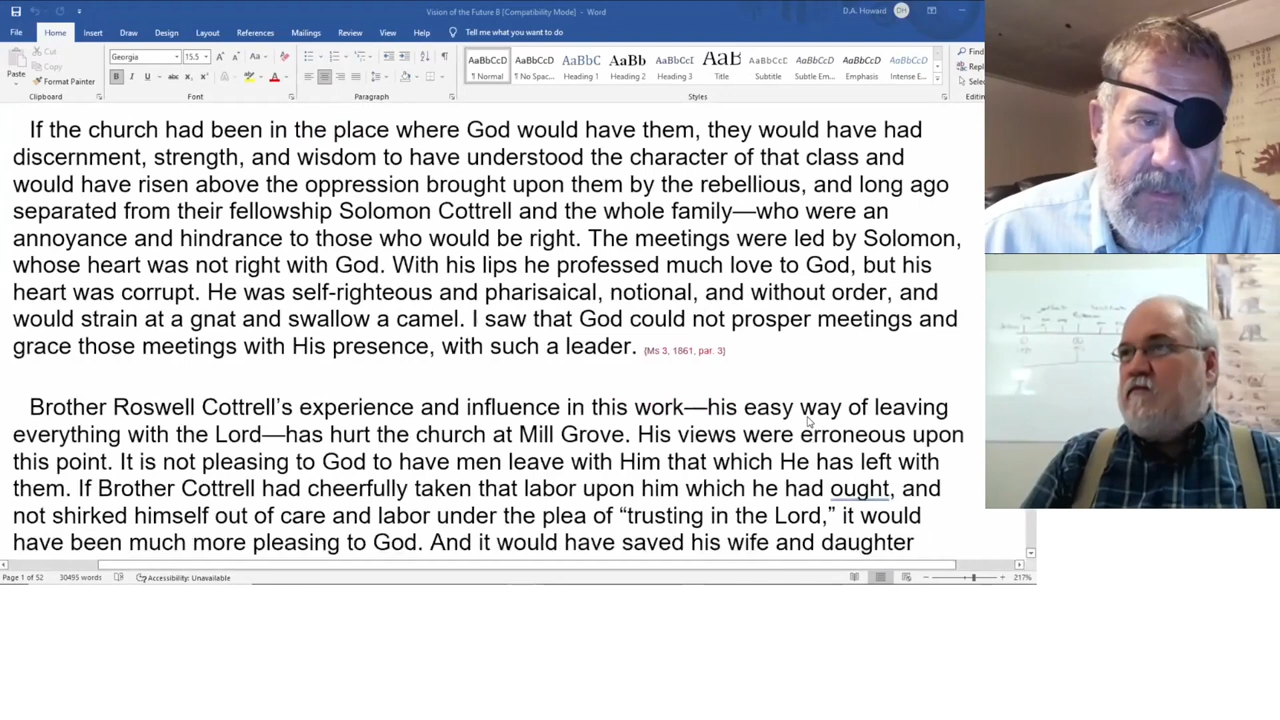 Vision of the Future B [Compatibility Mode] - Word
D.A. Howard
DH
File Home Insert Draw Design Layout References Mailings Review View Help Tell me what you want to do
Paste
Cut
Copy
Format Painter
Georgia 15.5
Clipboard Font Paragraph Styles
AaBbCcD AaBbCcD AaBbC AaBb AaBbCcD AaB AaBbCcD AaBbCcD AaBbCcD AaBbCcD
¶ Normal ¶ No Spac... Heading 1 Heading 2 Heading 3 Title Subtitle Subtle Em... Emphasis Intense E...
Find
If the church had been in the place where God would have them, they would have had
discernment, strength, and wisdom to have understood the character of that class and
would have risen above the oppression brought upon them by the rebellious, and long ago
separated from their fellowship Solomon Cottrell and the whole family—who were an
annoyance and hindrance to those who would be right. The meetings were led by Solomon,
whose heart was not right with God. With his lips he professed much love to God, but his
heart was corrupt. He was self-righteous and pharisaical, notional, and without order, and
would strain at a gnat and swallow a camel. I saw that God could not prosper meetings and
grace those meetings with His presence, with such a leader. {Ms 3, 1861, par. 3}
Brother Roswell Cottrell’s experience and influence in this work—his easy way of leaving
everything with the Lord—has hurt the church at Mill Grove. His views were erroneous upon
this point. It is not pleasing to God to have men leave with Him that which He has left with
them. If Brother Cottrell had cheerfully taken that labor upon him which he had ought, and
not shirked himself out of care and labor under the plea of “trusting in the Lord,” it would
have been much more pleasing to God. And it would have saved his wife and daughter
Page 1 of 52 30495 words Accessibility: Unavailable 217%